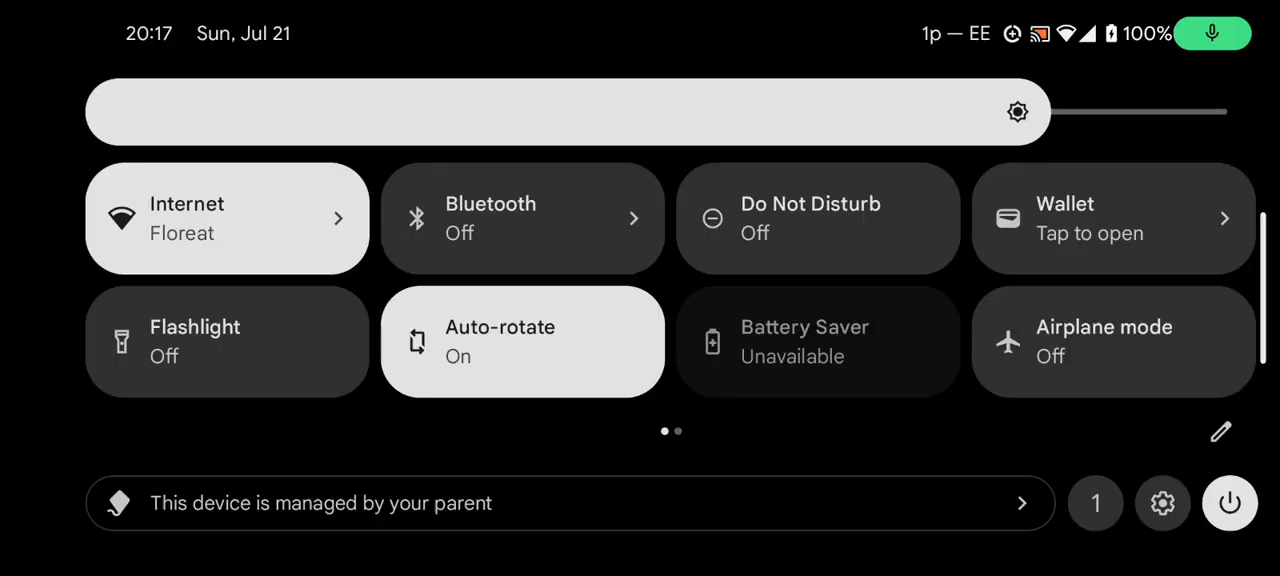 20:17 Sun, Jul 21 1p — EE 100%
Internet
Floreat
Bluetooth
Off
Do Not Disturb
Off
Wallet
Tap to open
Flashlight
Off
Auto-rotate
On
Battery Saver
Unavailable
Airplane mode
Off
This device is managed by your parent
1